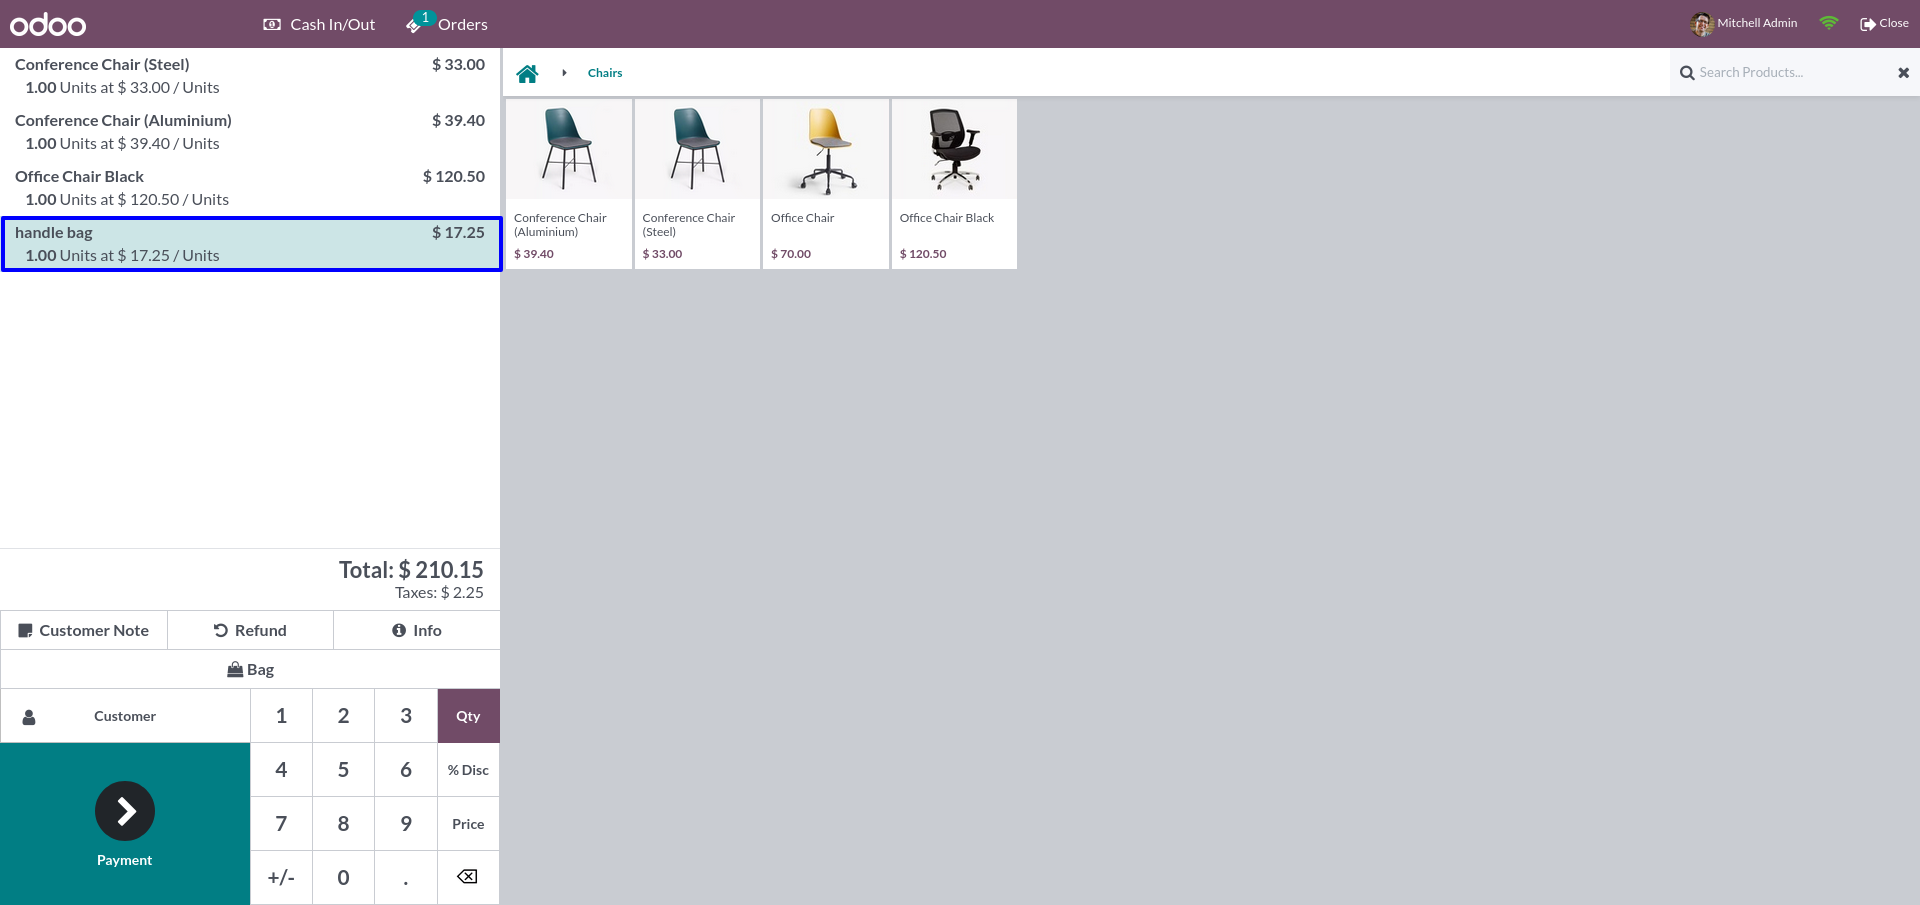 odoo
Cash In/Out
1
Orders
Mitchell Admin
Close
Conference Chair (Steel) $ 33.00
1.00 Units at $ 33.00 / Units
Conference Chair (Aluminium) $ 39.40
1.00 Units at $ 39.40 / Units
Office Chair Black $ 120.50
1.00 Units at $ 120.50 / Units
handle bag $ 17.25
1.00 Units at $ 17.25 / Units
Total: $ 210.15
Taxes: $ 2.25
Customer Note
Refund
Info
Bag
Customer
1 2 3 Qty
4 5 6 % Disc
7 8 9 Price
+/- 0 .
Payment
Chairs
Search Products...
Conference Chair
(Aluminium)
$ 39.40
Conference Chair
(Steel)
$ 33.00
Office Chair
$ 70.00
Office Chair Black
$ 120.50